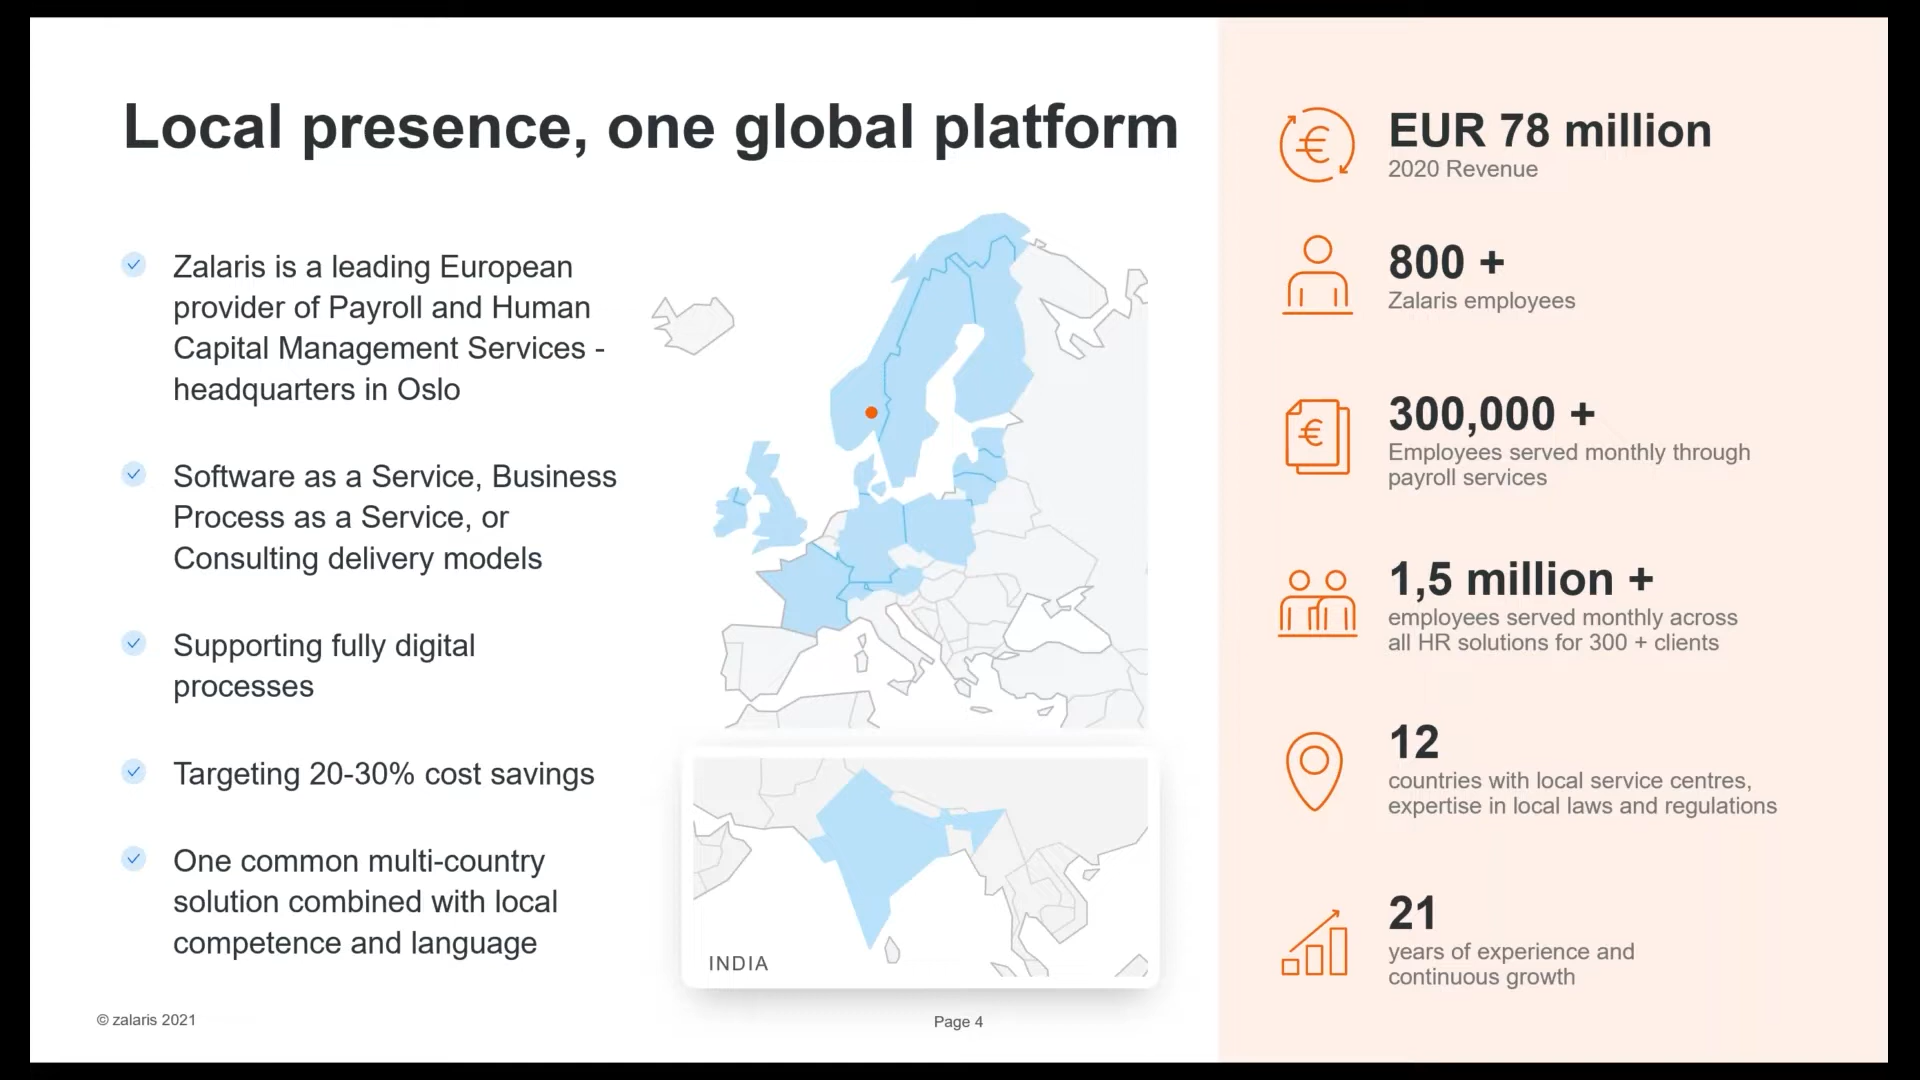 Local presence, one global platform
Zalaris is a leading European
provider of Payroll and Human
Capital Management Services -
headquarters in Oslo
Software as a Service, Business
Process as a Service, or
Consulting delivery models
Supporting fully digital
processes
Targeting 20-30% cost savings
One common multi-country
solution combined with local
competence and language
INDIA
EUR 78 million
2020 Revenue
800 +
Zalaris employees
300,000 +
Employees served monthly through
payroll services
1,5 million +
employees served monthly across
all HR solutions for 300 + clients
12
countries with local service centres,
expertise in local laws and regulations
21
years of experience and
continuous growth
© zalaris 2021
Page 4